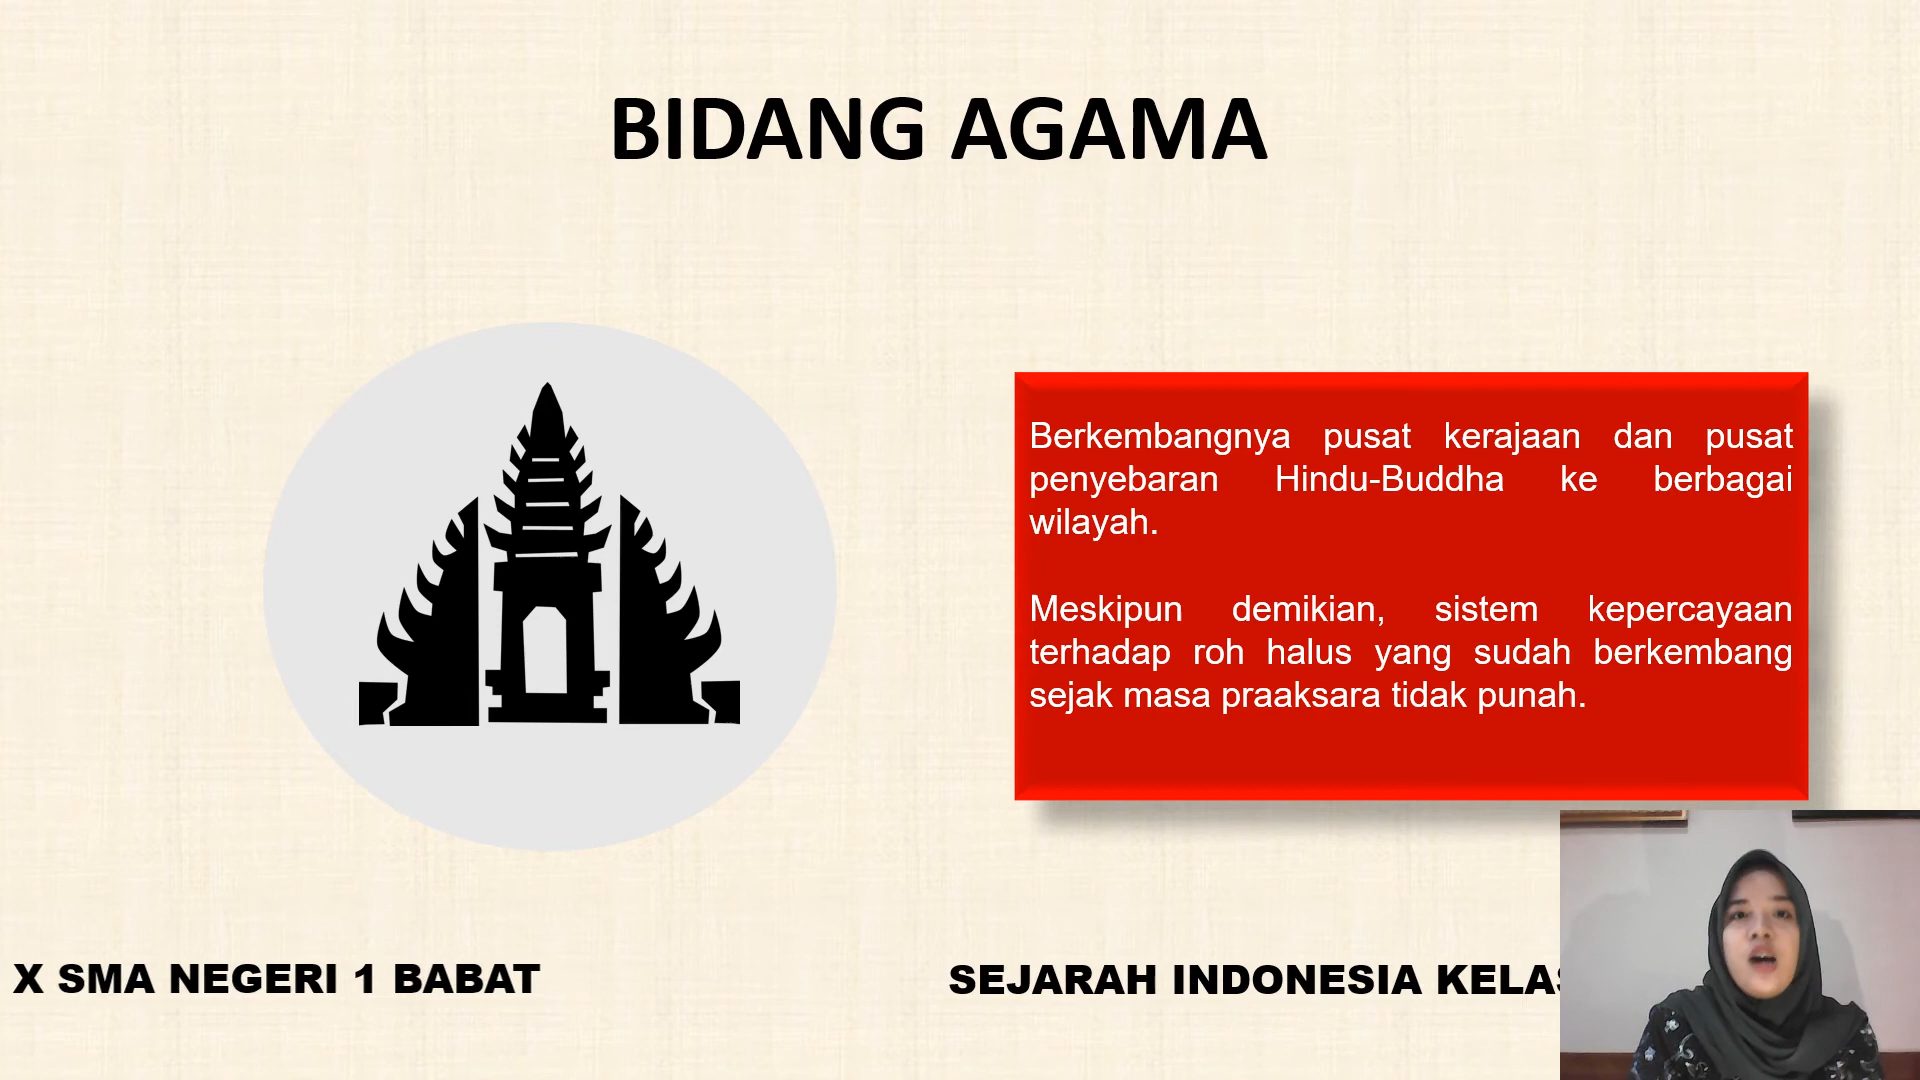 BIDANG AGAMA
Berkembangnya pusat kerajaan dan pusat
penyebaran Hindu-Buddha ke berbagai
wilayah.
Meskipun demikian, sistem kepercayaan
terhadap roh halus yang sudah berkembang
sejak masa praaksara tidak punah.
X SMA NEGERI 1 BABAT
SEJARAH INDONESIA KELAS